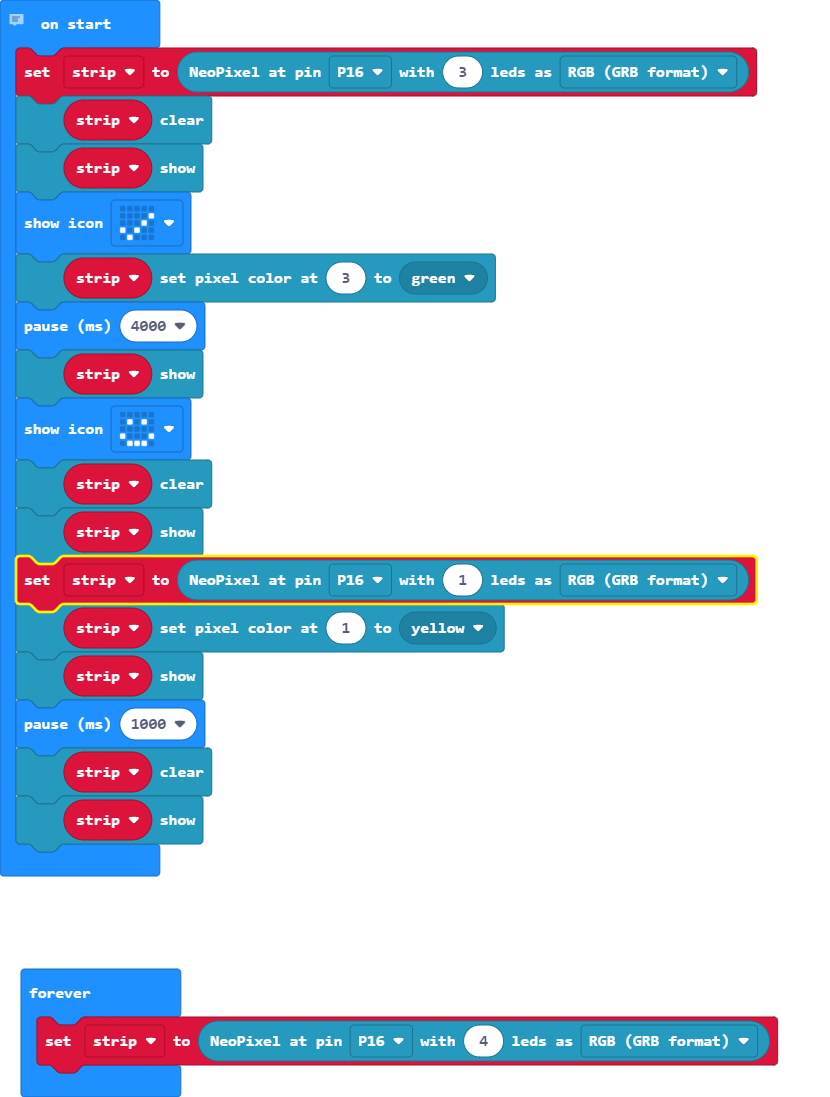 on start
set strip to NeoPixel at pin P16 with 3 leds as RGB (GRB format)
strip clear
strip show
show icon
strip set pixel color at 3 to green
pause (ms) 4000
strip show
show icon
strip clear
strip show
set strip to NeoPixel at pin P16 with 1 leds as RGB (GRB format)
strip set pixel color at 1 to yellow
strip show
pause (ms) 1000
strip clear
strip show
forever
set strip to NeoPixel at pin P16 with 4 leds as RGB (GRB format)